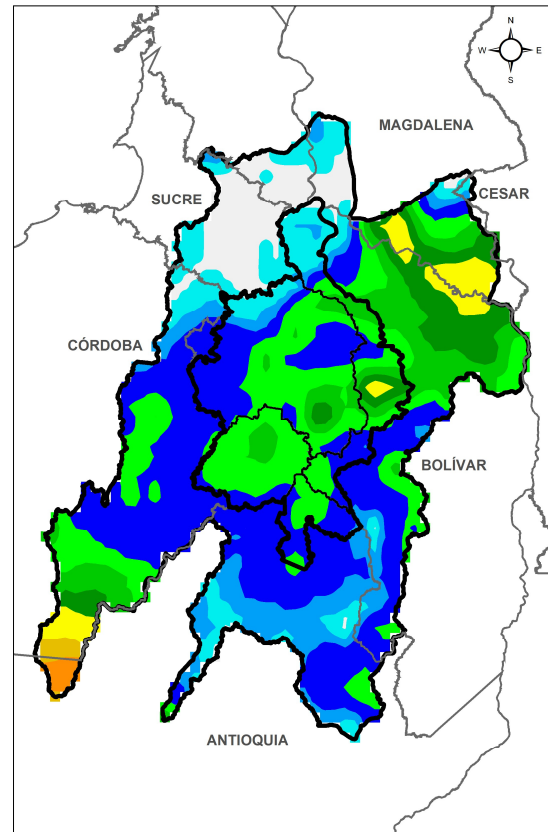 N
W E
S
MAGDALENA
CESAR
SUCRE
CÓRDOBA
BOLÍVAR
ANTIOQUIA